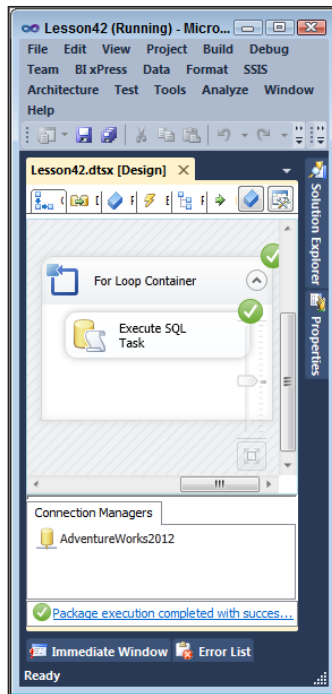 Lesson42 (Running) - Micro...
File Edit View Project Build Debug
Team BI xPress Data Format SSIS
Architecture Test Tools Analyze Window
Help
Lesson42.dtsx [Design]
For Loop Container
Execute SQL
Task
Solution Explorer
Properties
Connection Managers
AdventureWorks2012
Package execution completed with succes...
Immediate Window Error List
Ready